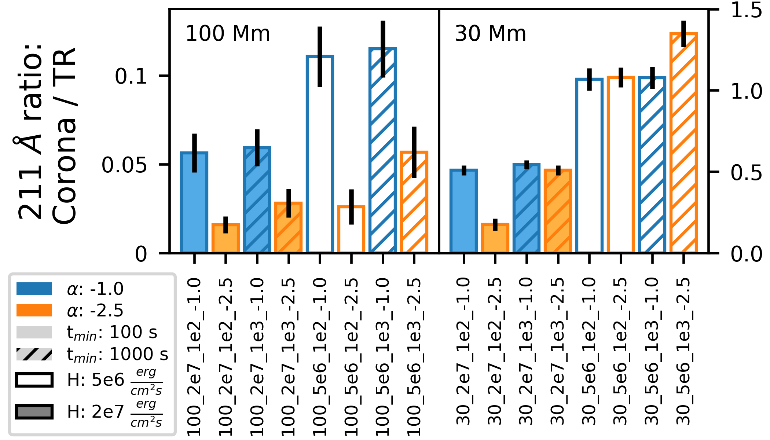 211 Å ratio:
Corona / TR
100 Mm
30 Mm
0.1
0.05
0
1.5
1.0
0.5
0.0
100_2e7_1e2_-1.0
100_2e7_1e2_-2.5
100_2e7_1e3_-1.0
100_2e7_1e3_-2.5
100_5e6_1e2_-1.0
100_5e6_1e2_-2.5
100_5e6_1e3_-1.0
100_5e6_1e3_-2.5
30_2e7_1e2_-1.0
30_2e7_1e2_-2.5
30_2e7_1e3_-1.0
30_2e7_1e3_-2.5
30_5e6_1e2_-1.0
30_5e6_1e2_-2.5
30_5e6_1e3_-1.0
30_5e6_1e3_-2.5
α: -1.0
α: -2.5
t_min: 100 s
t_min: 1000 s
H: 5e6 erg/cm²s
H: 2e7 erg/cm²s